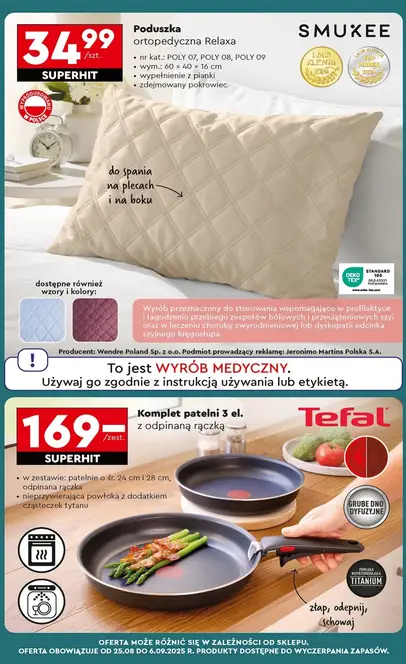 34.99
/szt.
SUPERHIT
Poduszka
ortopedyczna Relaxa
• nr kat.: POLY 07, POLY 08, POLY 09
• wym.: 60 × 40 × 16 cm
• wypełnienie z pianki
• zdejmowany pokrowiec
SMUKEE
WYPRODUKOWANO
W POLSCE
do spania
na plecach
i na boku
OEKO
TEX®
STANDARD
100
dostępne również
wzory i kolory:
Wyrób przeznaczony do stosowania wspomagająco w profilaktyce
i łagodzeniu przebiegu zespołów bólowych i przeciążeniowych szyi
oraz w leczeniu choroby zwyrodnieniowej lub dyskopatii odcinka
szyjnego kręgosłupa.
Producent: Wendre Poland Sp. z o.o. Podmiot prowadzący reklamę: Jeronimo Martins Polska S.A.
!
To jest WYRÓB MEDYCZNY.
Używaj go zgodnie z instrukcją używania lub etykietą.
169-
/zest.
SUPERHIT
Komplet patelni 3 el.
z odpinaną rączką
Tefal
• w zestawie: patelnie o śr. 24 cm i 28 cm,
odpinana rączka
• nieprzywierająca powłoka z dodatkiem
cząsteczek tytanu
GRUBE DNO
DYFUZYJNE
TITANIUM
złap, odepnij,
schowaj
OFERTA MOŻE RÓŻNIĆ SIĘ W ZALEŻNOŚCI OD SKLEPU.
OFERTA OBOWIĄZUJE OD 25.08 DO 6.09.2025 R. PRODUKTY DOSTĘPNE DO WYCZERPANIA ZAPASÓW.